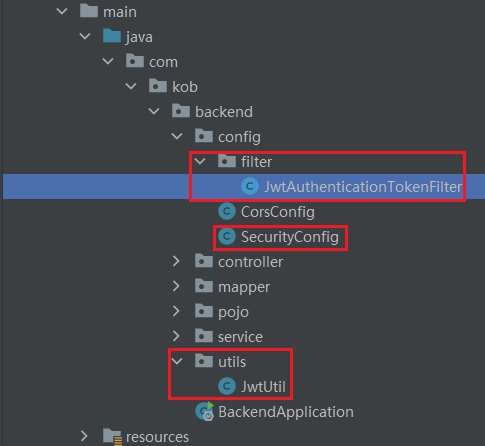 main
java
com
kob
backend
config
filter
JwtAuthenticationTokenFilter
CorsConfig
SecurityConfig
controller
mapper
pojo
service
utils
JwtUtil
BackendApplication
resources